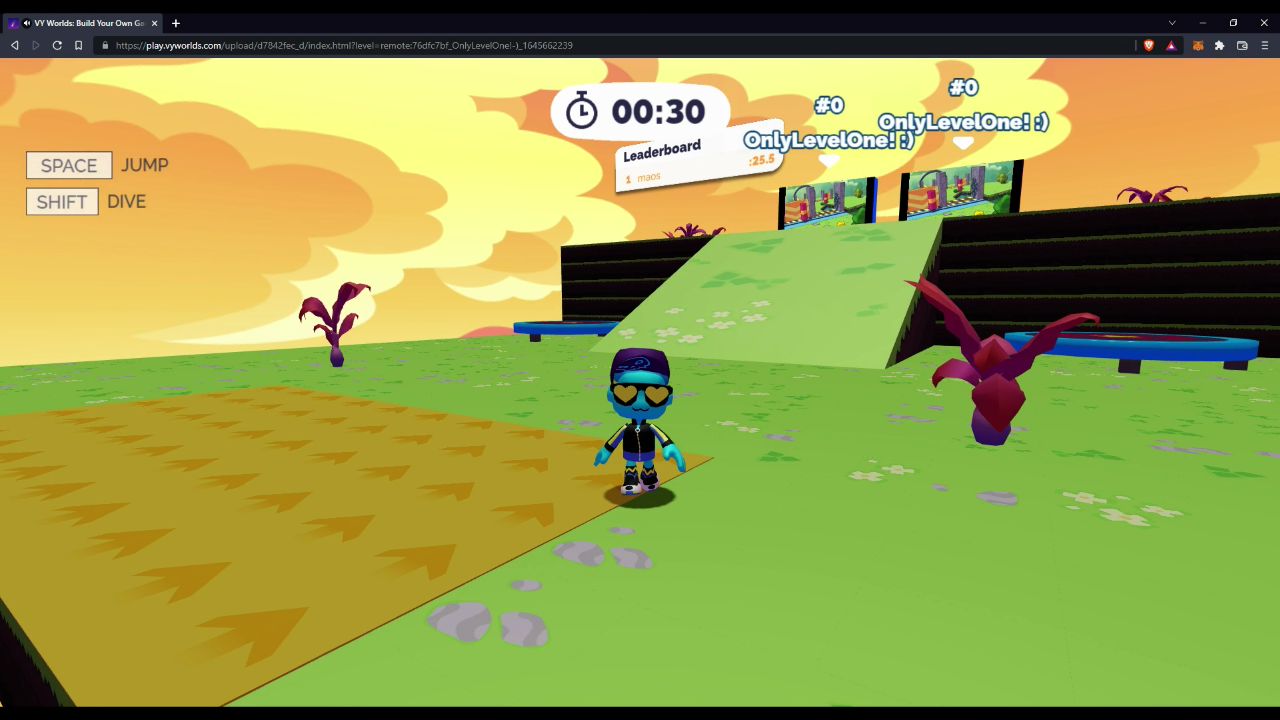 VY Worlds: Build Your Own Ga
https://play.vyworlds.com/upload/d7842fec_d/index.html?level=remote:76dfc7bf_OnlyLevelOne!-)_1645662239
00:30
#0
OnlyLevelOne! :)
#0
OnlyLevelOne! :)
Leaderboard
1 maos :25.5
SPACE JUMP
SHIFT DIVE